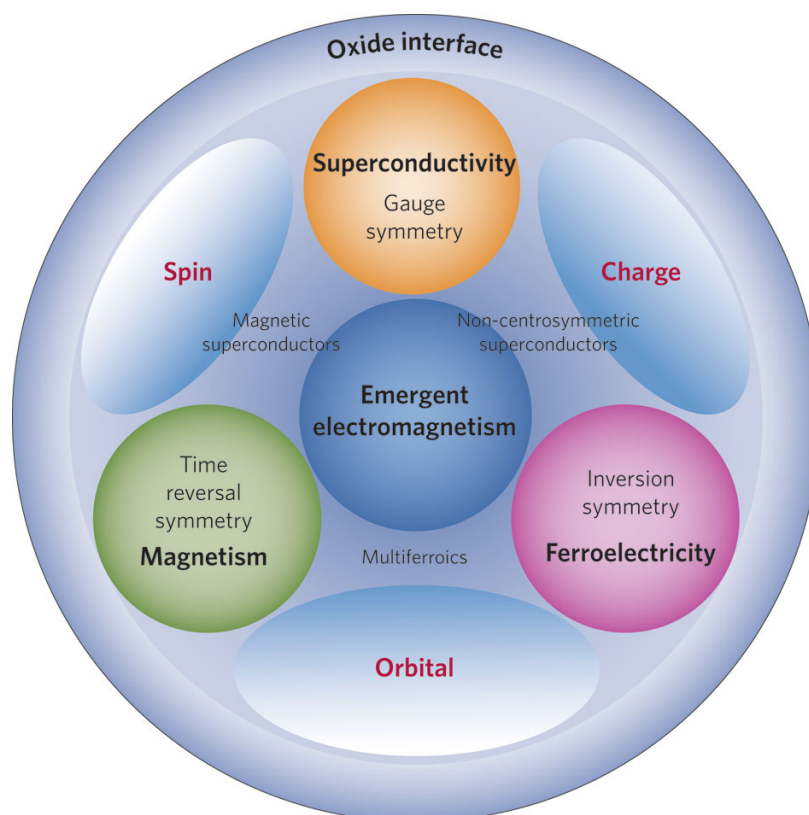 Oxide interface
Superconductivity
Gauge
symmetry
Spin
Charge
Magnetic
superconductors
Non-centrosymmetric
superconductors
Emergent
electromagnetism
Time
reversal
symmetry
Magnetism
Inversion
symmetry
Ferroelectricity
Multiferroics
Orbital